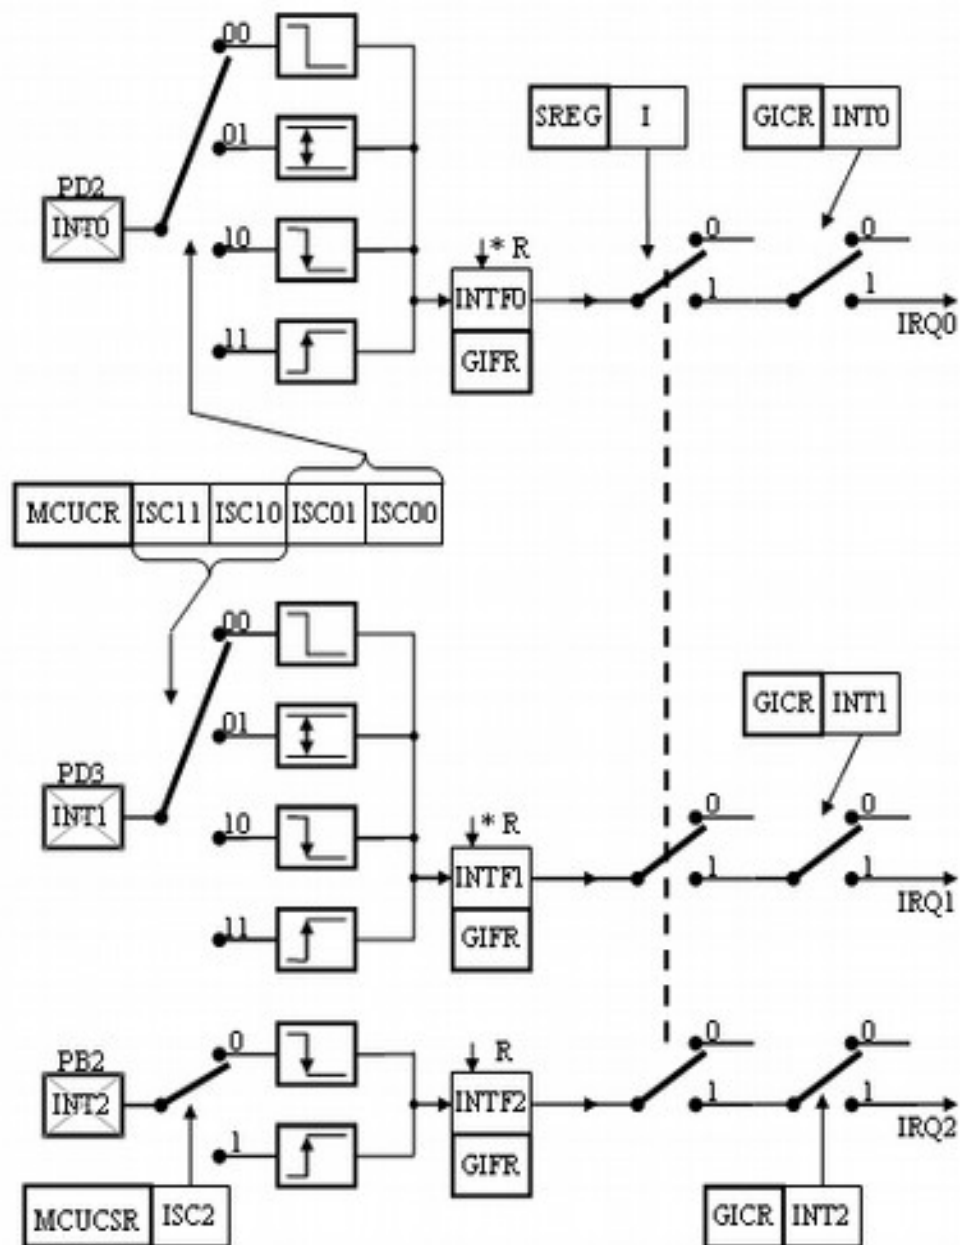 00
SREG I GICR INT0
01
PD2
INT0
10 0 0
* R
INTF0 1 1
11 IRQ0
GIFR
MCUCR ISC11 ISC10 ISC01 ISC00
00
GICR INT1
01
PD3
INT1
10 0 0
* R
INTF1 1 1
11 IRQ1
GIFR
0 0 0
PB2 R
INT2 INTF2 1 1
IRQ2
1 GIFR
MCUCSR ISC2 GICR INT2